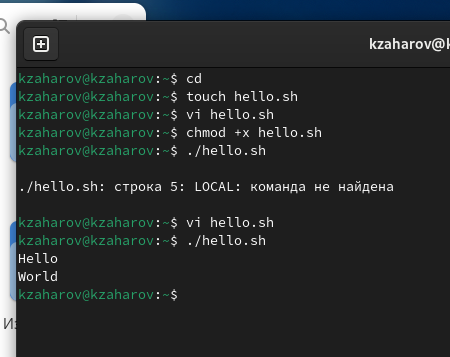 kzaharov@k
kzaharov@kzaharov:~$ cd
kzaharov@kzaharov:~$ touch hello.sh
kzaharov@kzaharov:~$ vi hello.sh
kzaharov@kzaharov:~$ chmod +x hello.sh
kzaharov@kzaharov:~$ ./hello.sh
./hello.sh: строка 5: LOCAL: команда не найдена
kzaharov@kzaharov:~$ vi hello.sh
kzaharov@kzaharov:~$ ./hello.sh
Hello
World
kzaharov@kzaharov:~$
Из